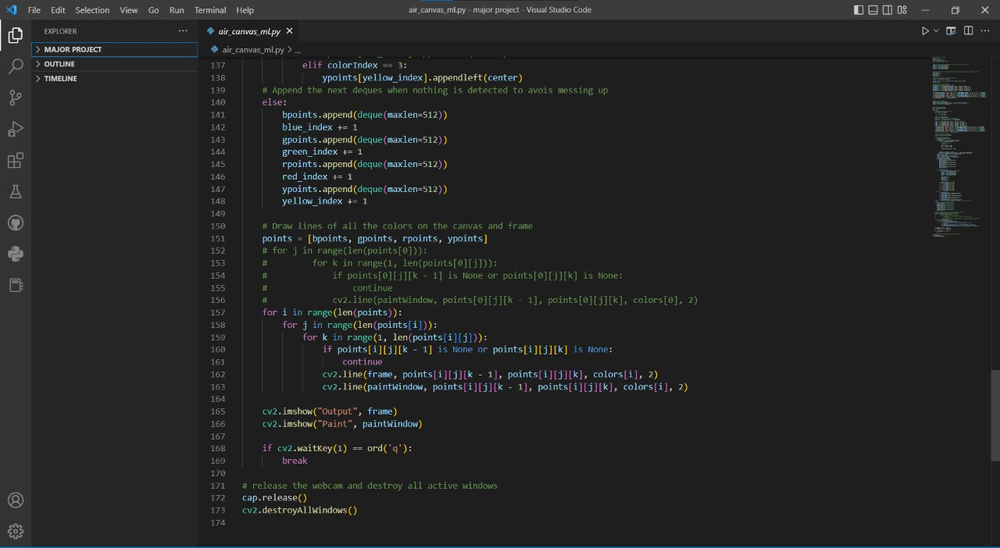 File Edit Selection View Go Run Terminal Help
air_canvas_ml.py - major project - Visual Studio Code
EXPLORER
MAJOR PROJECT
OUTLINE
TIMELINE
air_canvas_ml.py
air_canvas_ml.py > ...
137 elif colorIndex == 3:
138 ypoints[yellow_index].appendleft(center)
139 # Append the next deques when nothing is detected to avois messing up
140 else:
141 bpoints.append(deque(maxlen=512))
142 blue_index += 1
143 gpoints.append(deque(maxlen=512))
144 green_index += 1
145 rpoints.append(deque(maxlen=512))
146 red_index += 1
147 ypoints.append(deque(maxlen=512))
148 yellow_index += 1
149
150 # Draw lines of all the colors on the canvas and frame
151 points = [bpoints, gpoints, rpoints, ypoints]
152 # for j in range(len(points[0])):
153 # for k in range(1, len(points[0][j])):
154 # if points[0][j][k - 1] is None or points[0][j][k] is None:
155 # continue
156 # cv2.line(paintWindow, points[0][j][k - 1], points[0][j][k], colors[0], 2)
157 for i in range(len(points)):
158 for j in range(len(points[i])):
159 for k in range(1, len(points[i][j])):
160 if points[i][j][k - 1] is None or points[i][j][k] is None:
161 continue
162 cv2.line(frame, points[i][j][k - 1], points[i][j][k], colors[i], 2)
163 cv2.line(paintWindow, points[i][j][k - 1], points[i][j][k], colors[i], 2)
164
165 cv2.imshow("Output", frame)
166 cv2.imshow("Paint", paintWindow)
167
168 if cv2.waitKey(1) == ord('q'):
169 break
170
171 # release the webcam and destroy all active windows
172 cap.release()
173 cv2.destroyAllWindows()
174